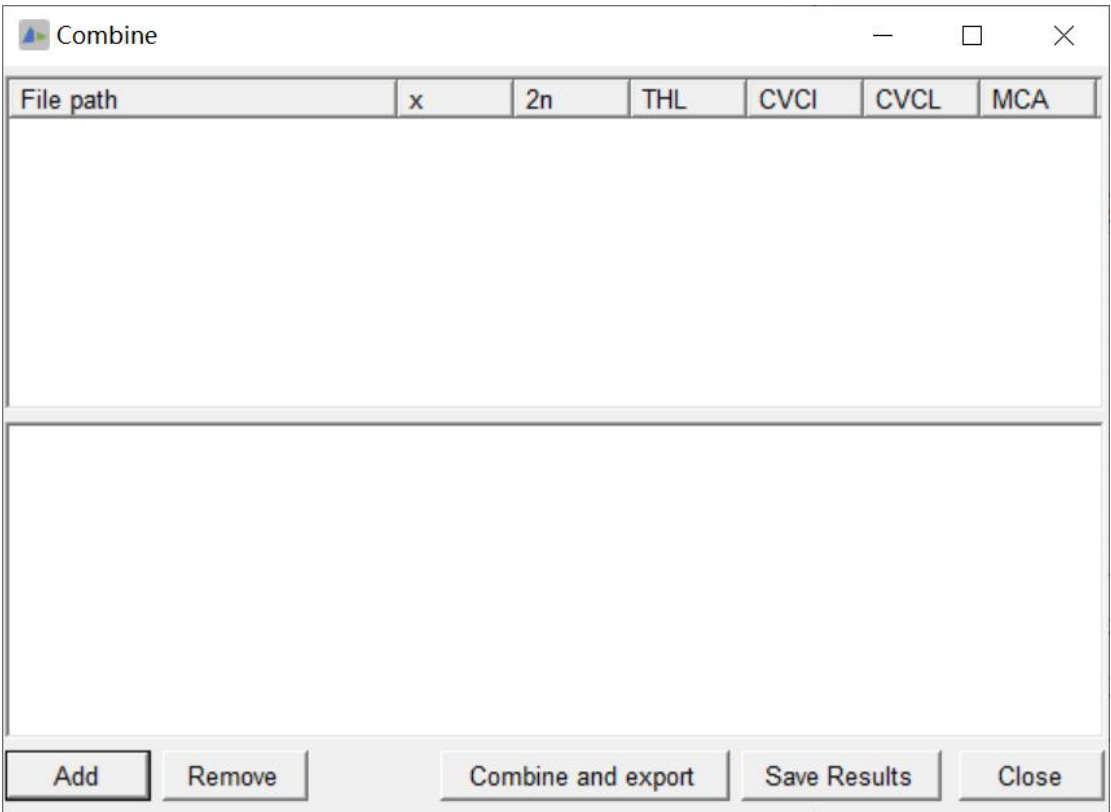 Combine
File path x 2n THL CVCI CVCL MCA
Add Remove Combine and export Save Results Close